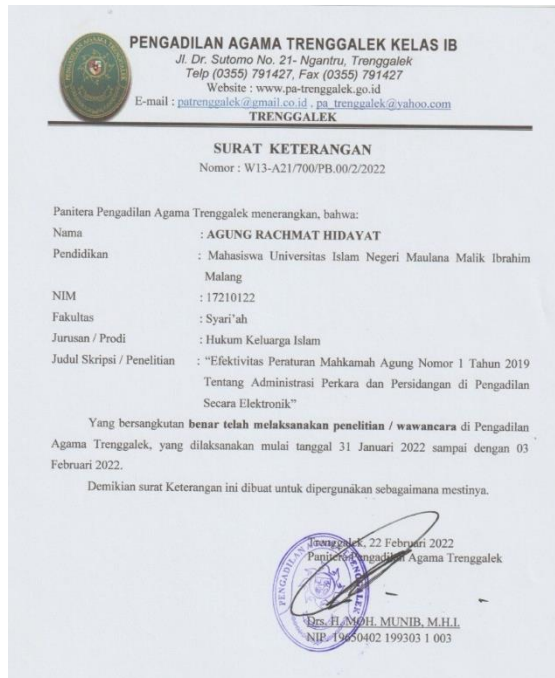 PENGADILAN AGAMA TRENGGALEK KELAS IB
Jl. Dr. Sutomo No. 21- Ngantru, Trenggalek
Telp (0355) 791427, Fax (0355) 791427
Website : www.pa-trenggalek.go.id
E-mail : patrenggalek@gmail.co.id , pa_trenggalek@yahoo.com
TRENGGALEK
SURAT KETERANGAN
Nomor : W13-A21/700/PB.00/2/2022
Panitera Pengadilan Agama Trenggalek menerangkan, bahwa:
Nama : AGUNG RACHMAT HIDAYAT
Pendidikan : Mahasiswa Universitas Islam Negeri Maulana Malik Ibrahim
Malang
NIM : 17210122
Fakultas : Syari'ah
Jurusan / Prodi : Hukum Keluarga Islam
Judul Skripsi / Penelitian : “Efektivitas Peraturan Mahkamah Agung Nomor 1 Tahun 2019
Tentang Administrasi Perkara dan Persidangan di Pengadilan
Secara Elektronik”
Yang bersangkutan benar telah melaksanakan penelitian / wawancara di Pengadilan
Agama Trenggalek, yang dilaksanakan mulai tanggal 31 Januari 2022 sampai dengan 03
Februari 2022.
Demikian surat Keterangan ini dibuat untuk dipergunakan sebagaimana mestinya.
Trenggalek, 22 Februari 2022
Panitera Pengadilan Agama Trenggalek
PENGADILAN AGAMA TRENGGALEK
Drs. H. MOH. MUNIB, M.H.I.
NIP. 19650402 199303 1 003